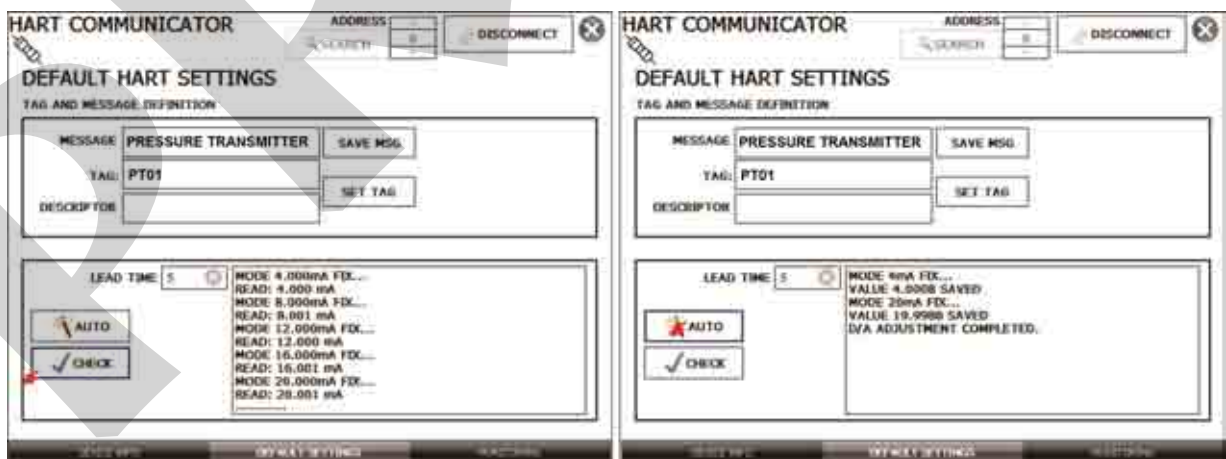 HART COMMUNICATOR
ADDRESS
SEARCH
DISCONNECT
DEFAULT HART SETTINGS
TAG AND MESSAGE DEFINITION
MESSAGE PRESSURE TRANSMITTER SAVE MSG
TAG: PT01
SET TAG
DESCRIPTOR
LEAD TIME 5
MODE 4.000mA FIX...
READ: 4.000 mA
MODE 8.000mA FIX...
READ: 8.001 mA
MODE 12.000mA FIX...
READ: 12.000 mA
MODE 16.000mA FIX...
READ: 16.001 mA
MODE 20.000mA FIX...
READ: 20.001 mA
AUTO
CHECK
DEFAULT SETTINGS
HART COMMUNICATOR
ADDRESS
SEARCH
DISCONNECT
DEFAULT HART SETTINGS
TAG AND MESSAGE DEFINITION
MESSAGE PRESSURE TRANSMITTER SAVE MSG
TAG: PT01
SET TAG
DESCRIPTOR
LEAD TIME 5
MODE 4mA FIX...
VALUE 4.0008 SAVED
MODE 20mA FIX...
VALUE 19.9988 SAVED
D/A ADJUSTMENT COMPLETED.
AUTO
CHECK
DEFAULT SETTINGS